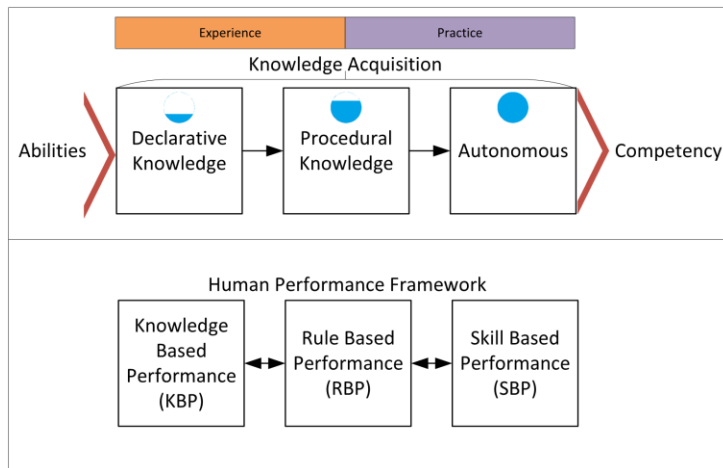 Experience
Practice
Knowledge Acquisition
Abilities
Declarative
Knowledge
Procedural
Knowledge
Autonomous
Competency
Human Performance Framework
Knowledge
Based
Performance
(KBP)
Rule Based
Performance
(RBP)
Skill Based
Performance
(SBP)